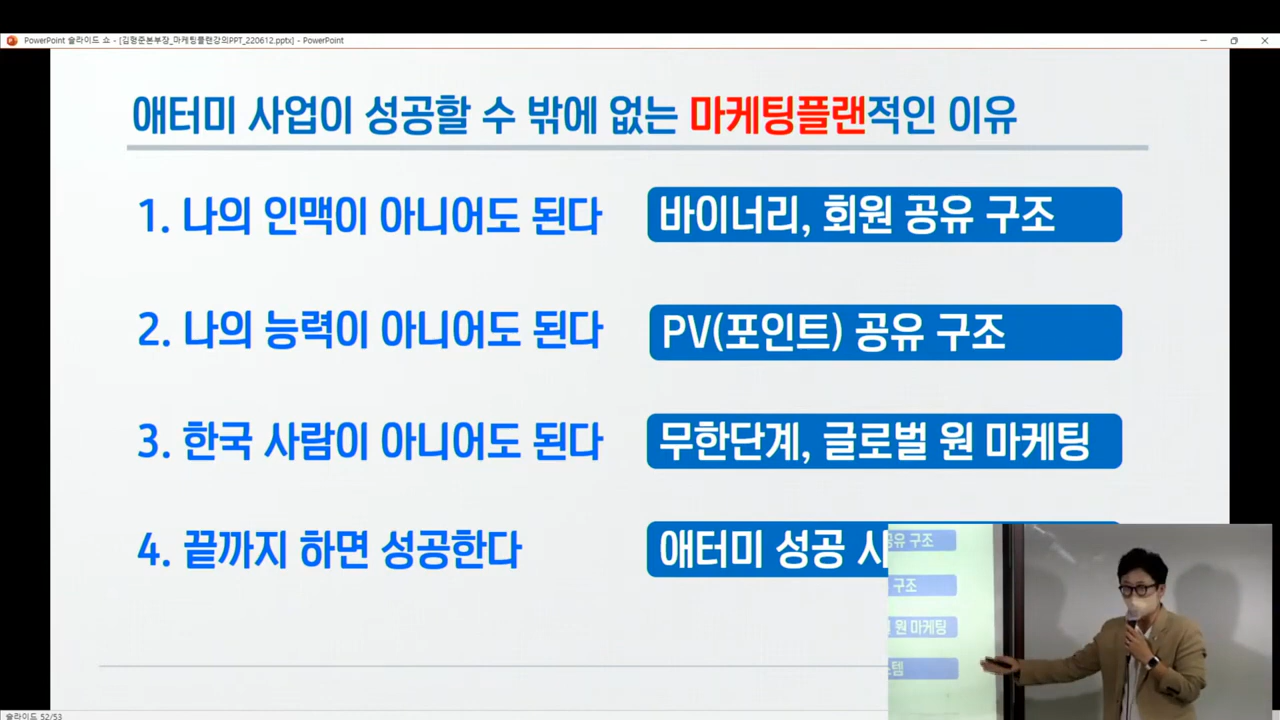 PowerPoint 슬라이드 쇼 - [김형준본부장_마케팅플랜강의PPT_220612.pptx] - PowerPoint
애터미 사업이 성공할 수 밖에 없는 마케팅플랜적인 이유
1. 나의 인맥이 아니어도 된다 바이너리, 회원 공유 구조
2. 나의 능력이 아니어도 된다 PV(포인트) 공유 구조
3. 한국 사람이 아니어도 된다 무한단계, 글로벌 원 마케팅
4. 끝까지 하면 성공한다 애터미 성공 시
공유 구조
구조
원 마케팅
템
슬라이드 52/53